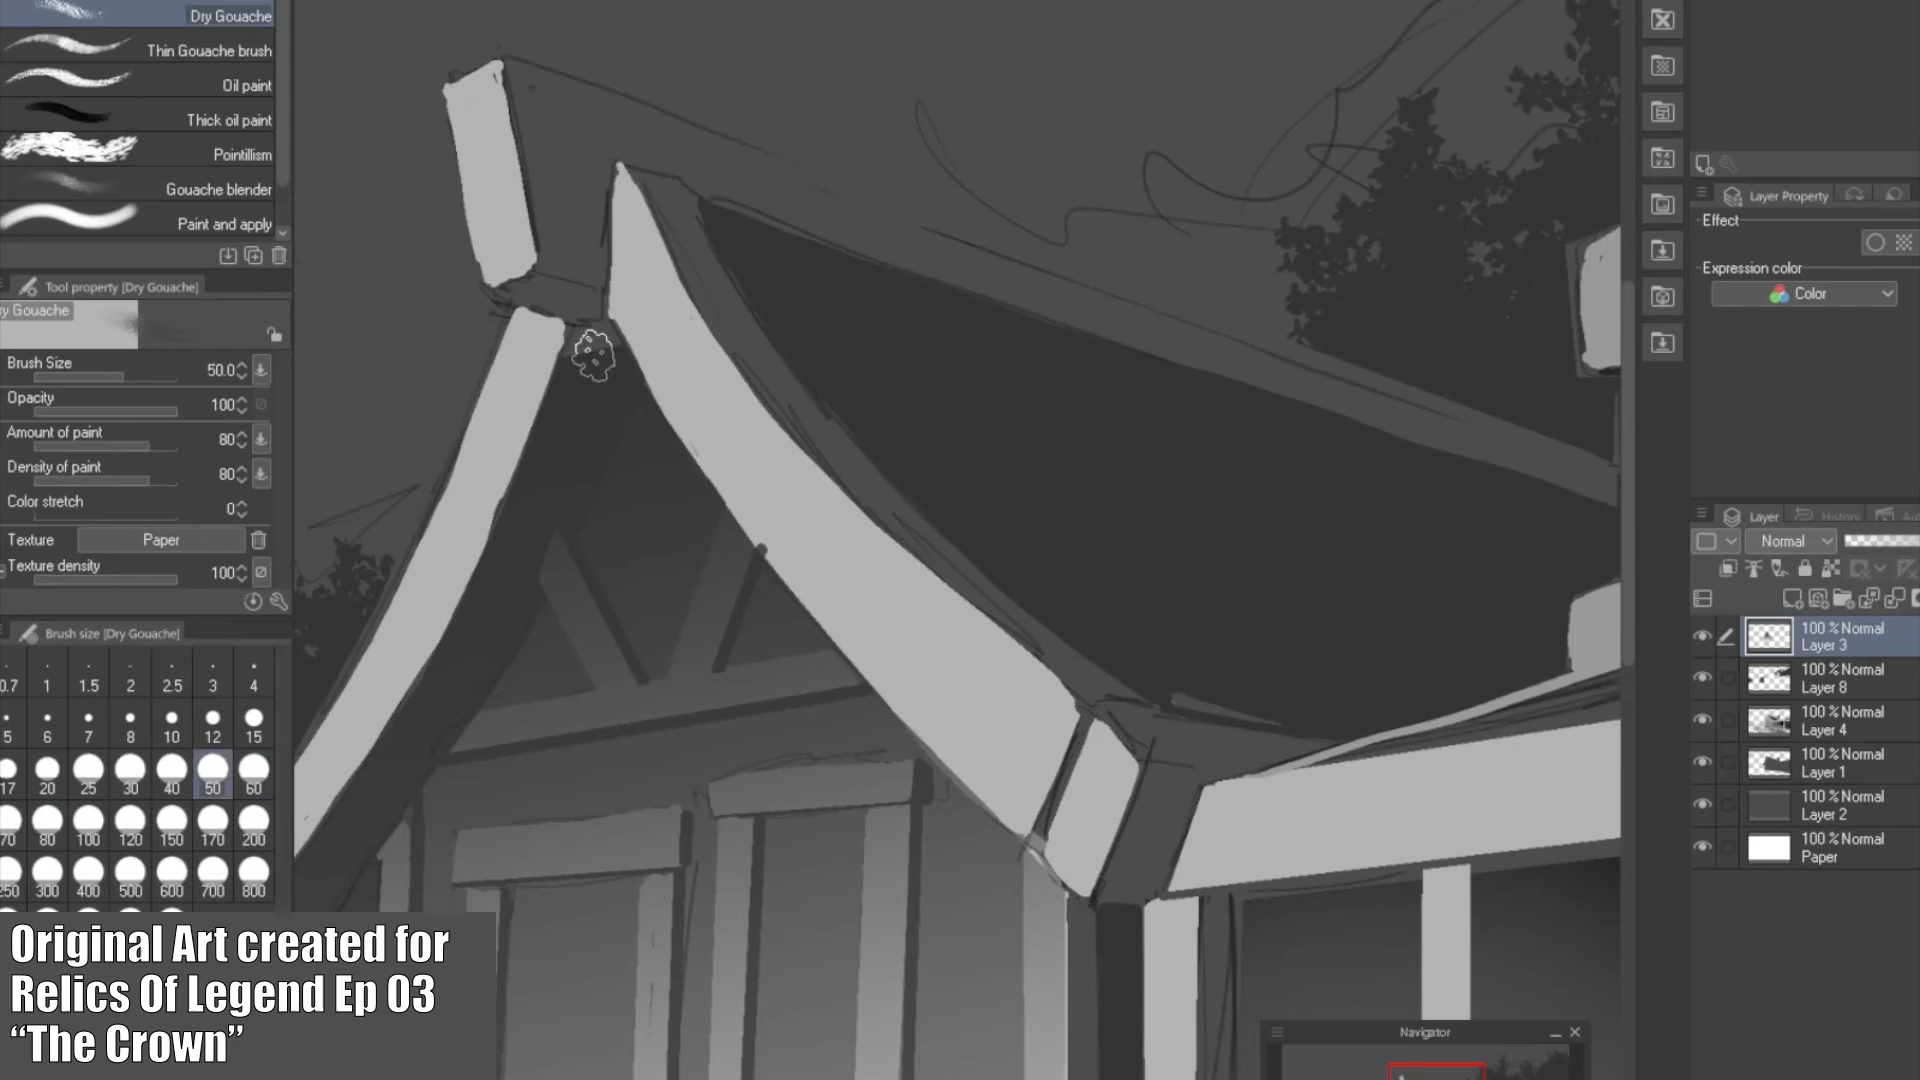 Dry Gouache
Thin Gouache brush
Oil paint
Thick oil paint
Pointillism
Gouache blender
Paint and apply
Tool property [Dry Gouache]
Gouache
Brush Size 50.0
Opacity 100
Amount of paint 80
Density of paint 80
Color stretch 0
Texture Paper
Texture density 100
Brush size [Dry Gouache]
0.7 1 1.5 2 2.5 3 4
5 6 7 8 10 12 15
17 20 25 30 40 50 60
70 80 100 120 150 170 200
250 300 400 500 600 700 800
Original Art created for
Relics Of Legend Ep 03
“The Crown”
Navigator
Layer Property
Effect
Expression color
Color
Layer History
Normal
100 % Normal
Layer 3
100 % Normal
Layer 8
100 % Normal
Layer 4
100 % Normal
Layer 1
100 % Normal
Layer 2
100 % Normal
Paper